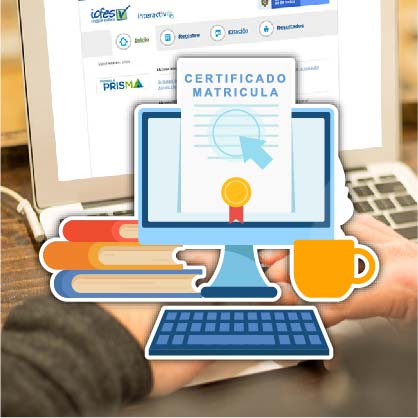 icfes interactivo
Inicio Registro Citación Resultados
PRISMA
CERTIFICADO
MATRICULA